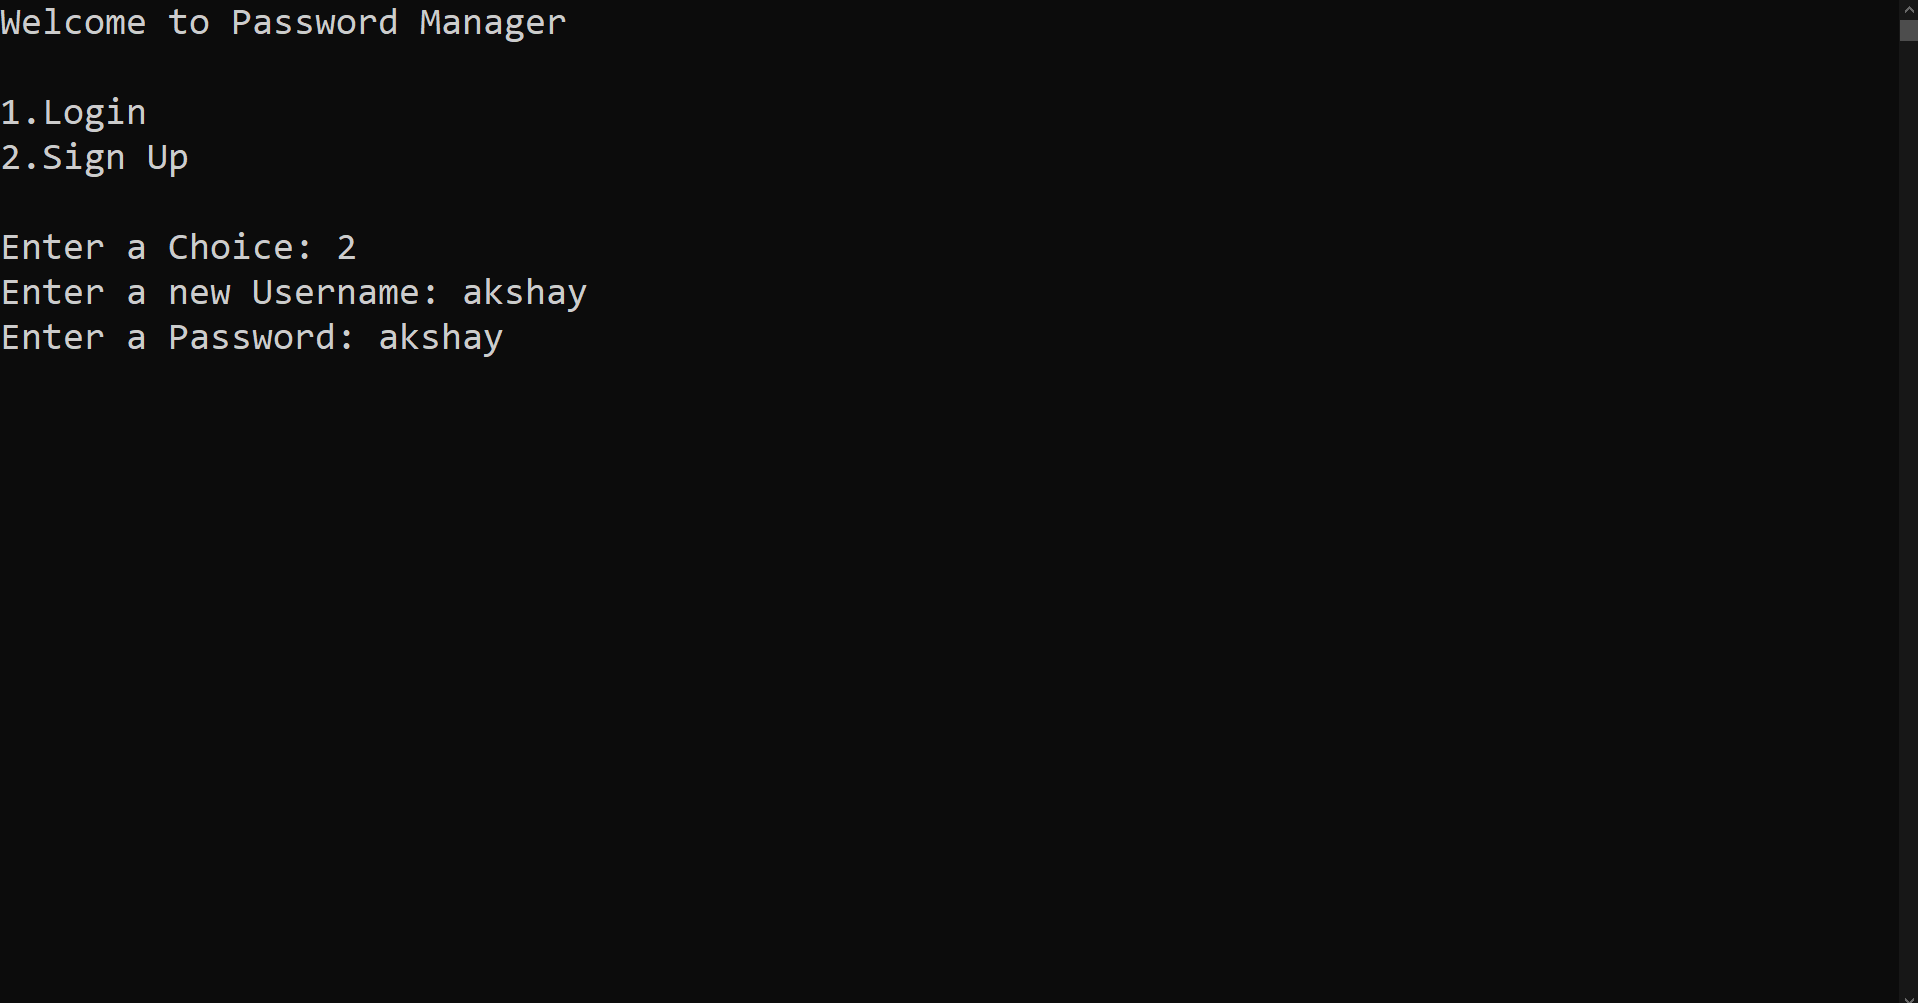 Welcome to Password Manager
1.Login
2.Sign Up
Enter a Choice: 2
Enter a new Username: akshay
Enter a Password: akshay